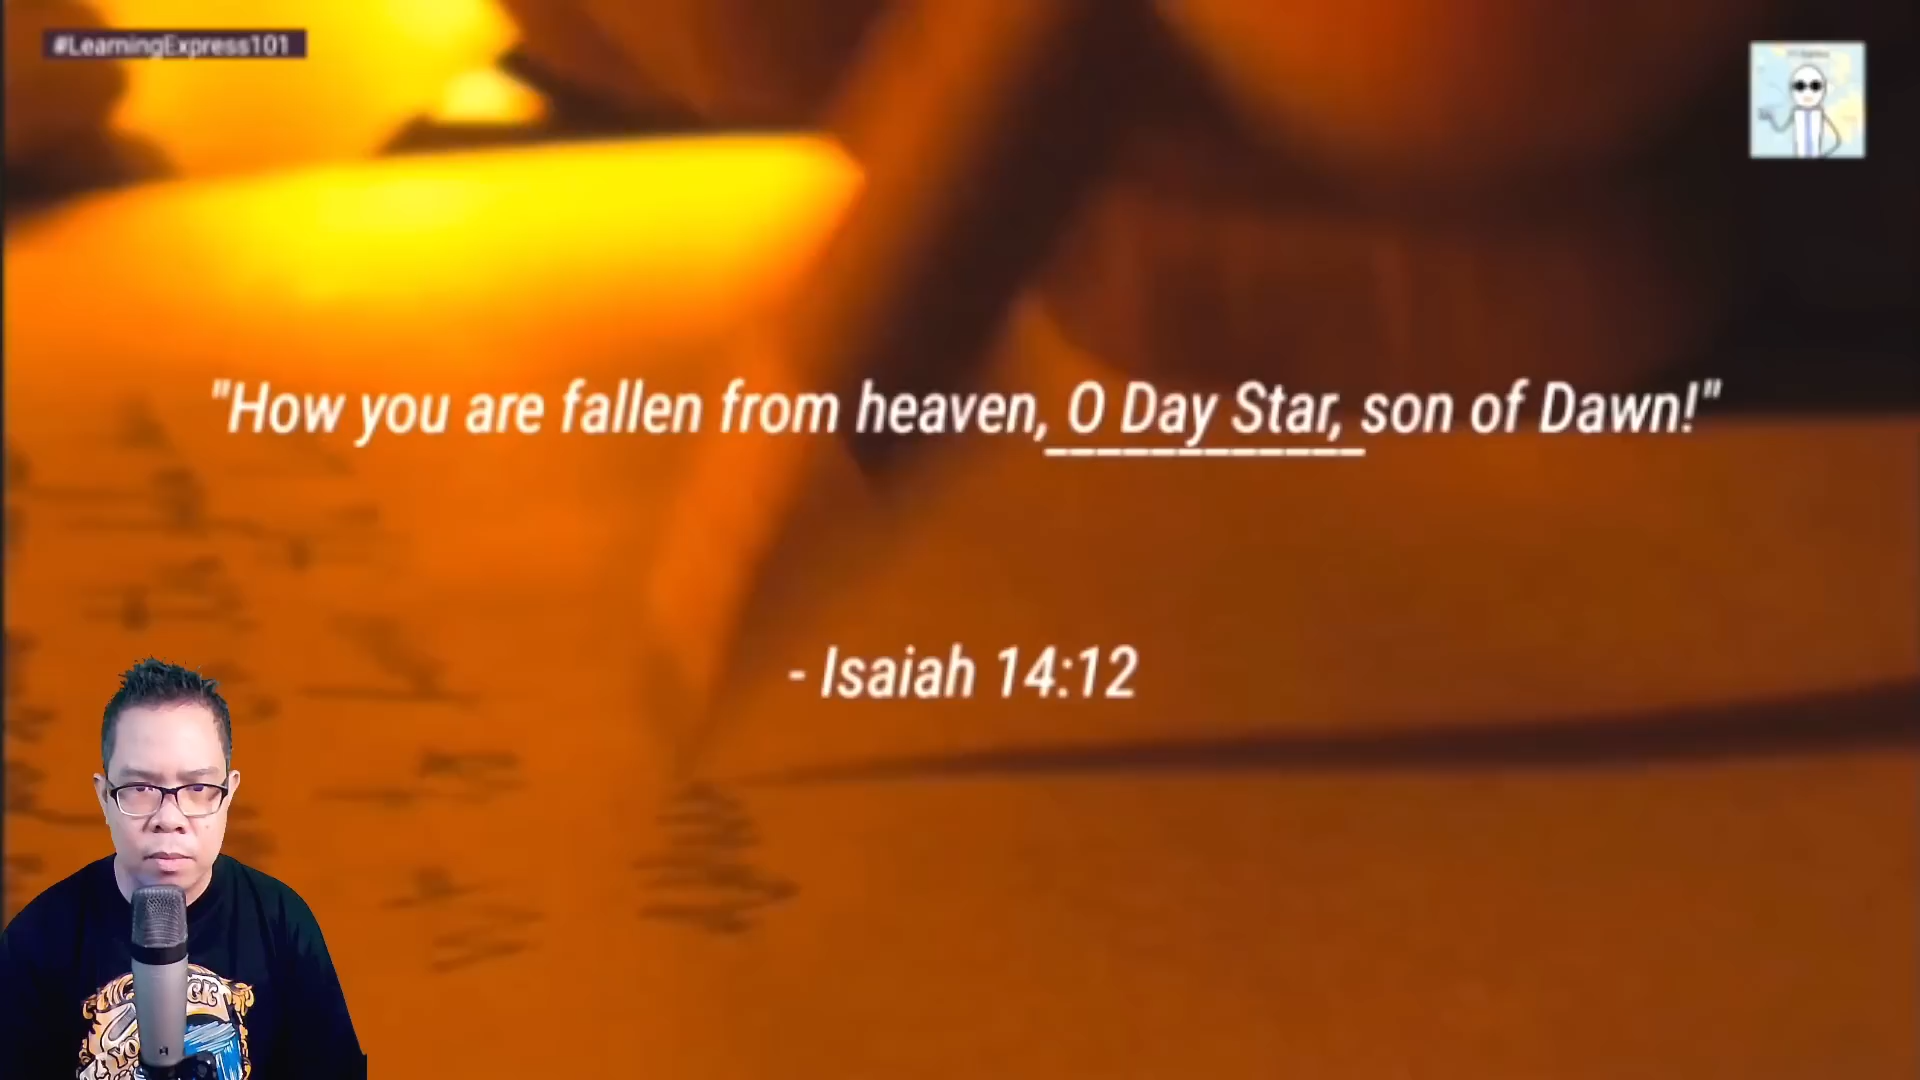 #LearningExpress101
"How you are fallen from heaven, O Day Star, son of Dawn!"
- Isaiah 14:12